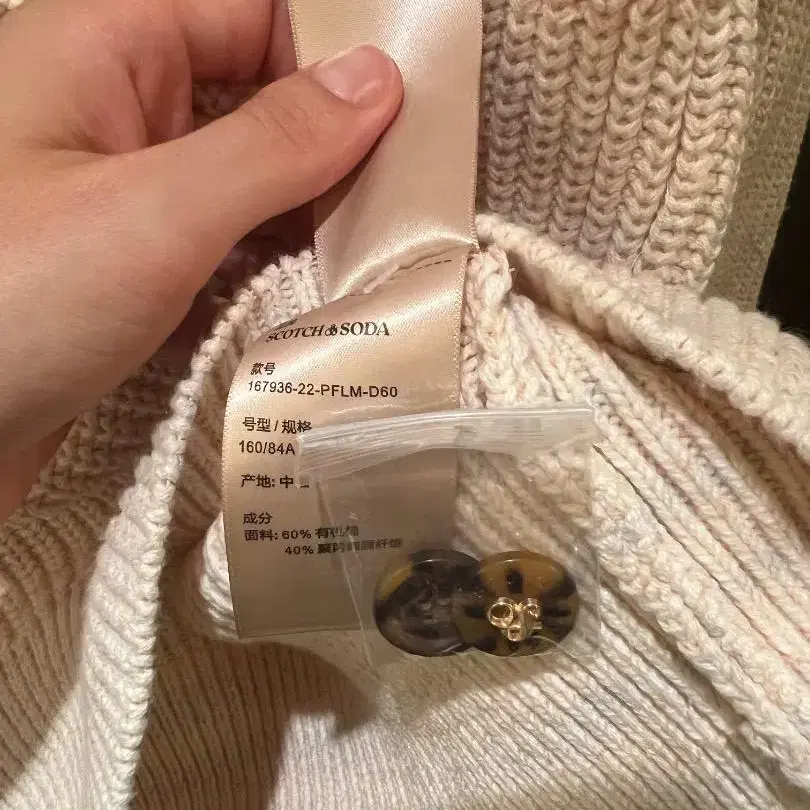 SCOTCH & SODA
款号
167936-22-PFLM-D60
号型 / 规格
160/84A
产地: 中
成分
面料: 60% 有机棉
40%